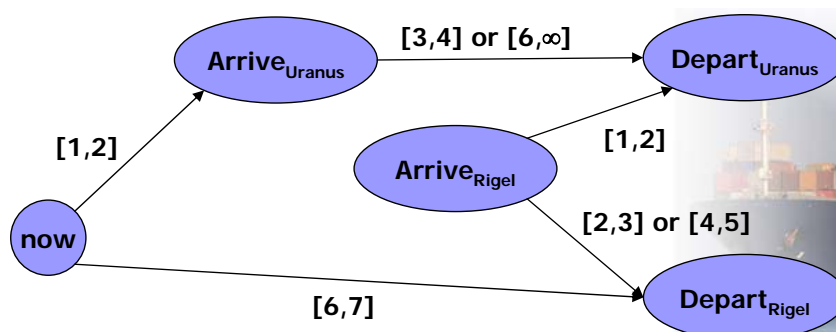 [3,4] or [6,∞]
Arrive_Uranus
Depart_Uranus
[1,2]
[1,2]
Arrive_Rigel
[2,3] or [4,5]
now
[6,7]
Depart_Rigel